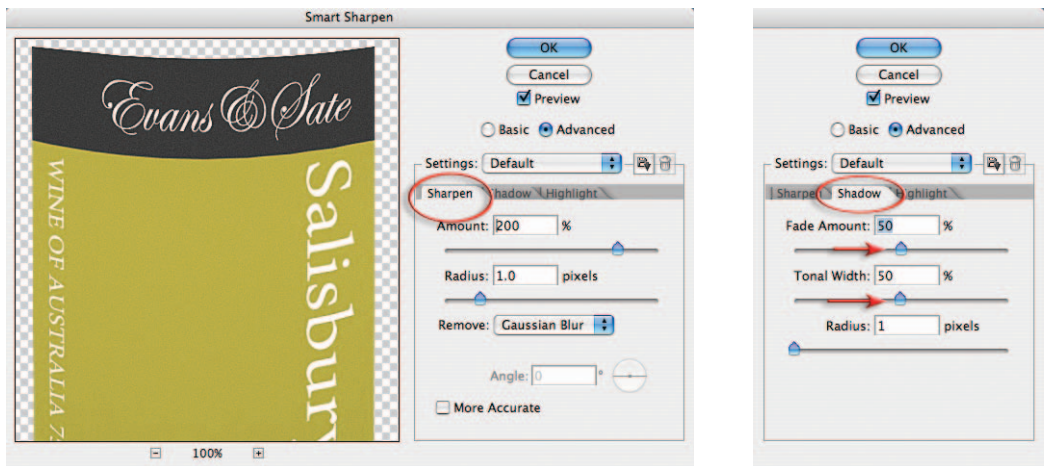 Smart Sharpen
Evans & Tate
WINE OF AUSTRALIA 7
Salisbury
100%
OK
Cancel
Preview
Basic Advanced
Settings: Default
Sharpen Shadow Highlight
Amount: 200 %
Radius: 1.0 pixels
Remove: Gaussian Blur
Angle: 0 °
More Accurate
OK
Cancel
Preview
Basic Advanced
Settings: Default
Sharpen Shadow Highlight
Fade Amount: 50 %
Tonal Width: 50 %
Radius: 1 pixels